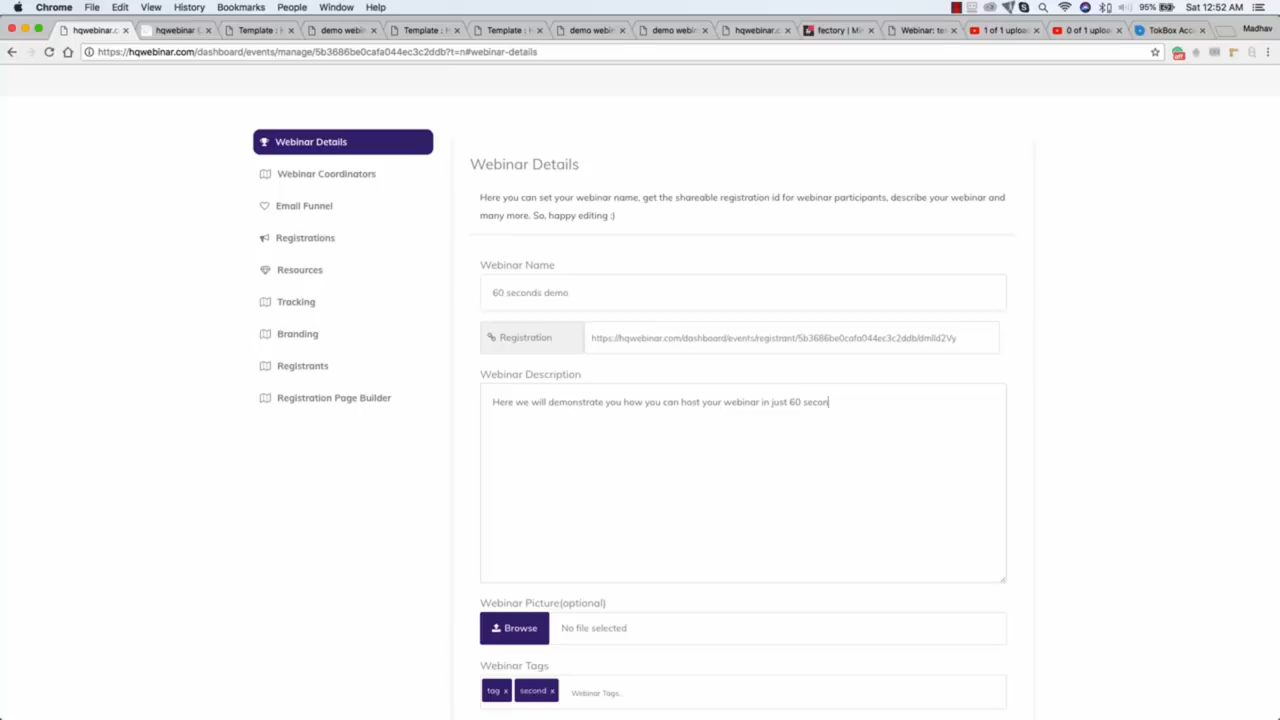 Chrome File Edit View History Bookmarks People Window Help 95% Sat 12:52 AM
hqwebinar.c × hqwebinar × Template : × demo webin × Template : × Template : × demo webin × demo webin × hqwebinar.c × fectory | Mi × Webinar: te × 1 of 1 uploa × 0 of 1 uploa × TokBox Acc × Madhav
https://hqwebinar.com/dashboard/events/manage/5b3686be0cafa044ec3c2ddb?t=n#webinar-details
off
Webinar Details
Webinar Coordinators
Email Funnel
Registrations
Resources
Tracking
Branding
Registrants
Registration Page Builder
Webinar Details
Here you can set your webinar name, get the shareable registration id for webinar participants, describe your webinar and
many more. So, happy editing :)
Webinar Name
60 seconds demo
Registration https://hqwebinar.com/dashboard/events/registrant/5b3686be0cafa044ec3c2ddb/dmlld2Vy
Webinar Description
Here we will demonstrate you how you can host your webinar in just 60 secon
Webinar Picture(optional)
Browse No file selected
Webinar Tags
tag x second x Webinar Tags..